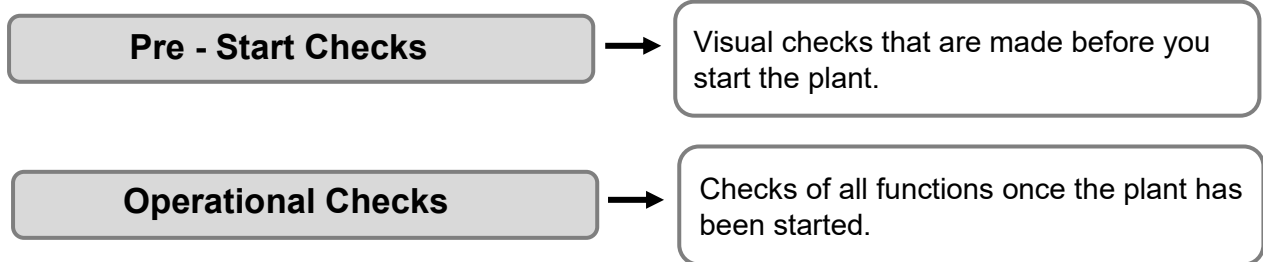 Pre - Start Checks
Visual checks that are made before you
start the plant.
Operational Checks
Checks of all functions once the plant has
been started.